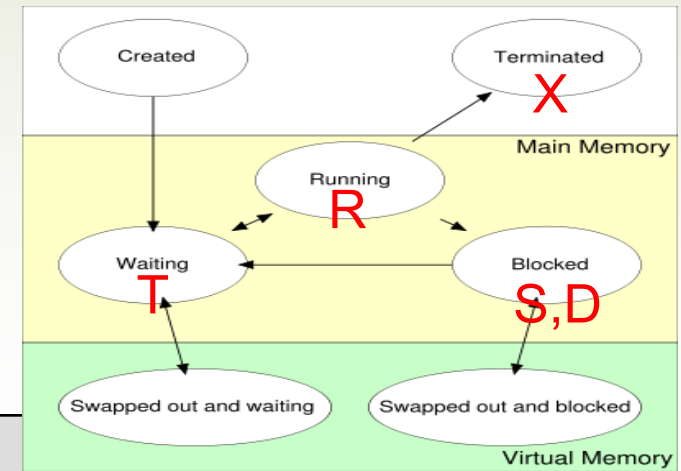 Created
Terminated
X
Main Memory
Running
R
Waiting
T
Blocked
S,D
Swapped out and waiting
Swapped out and blocked
Virtual Memory